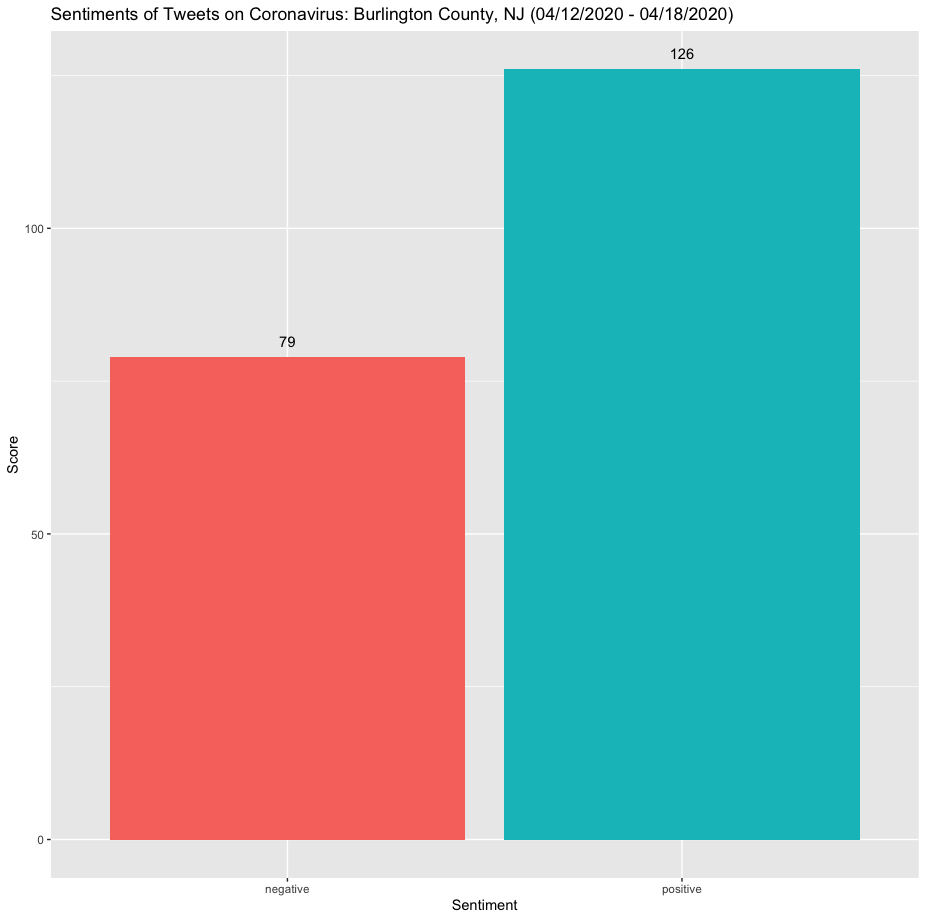 Sentiments of Tweets on Coronavirus: Burlington County, NJ (04/12/2020 - 04/18/2020)
126
100
79
Score
50
0
negative positive
Sentiment